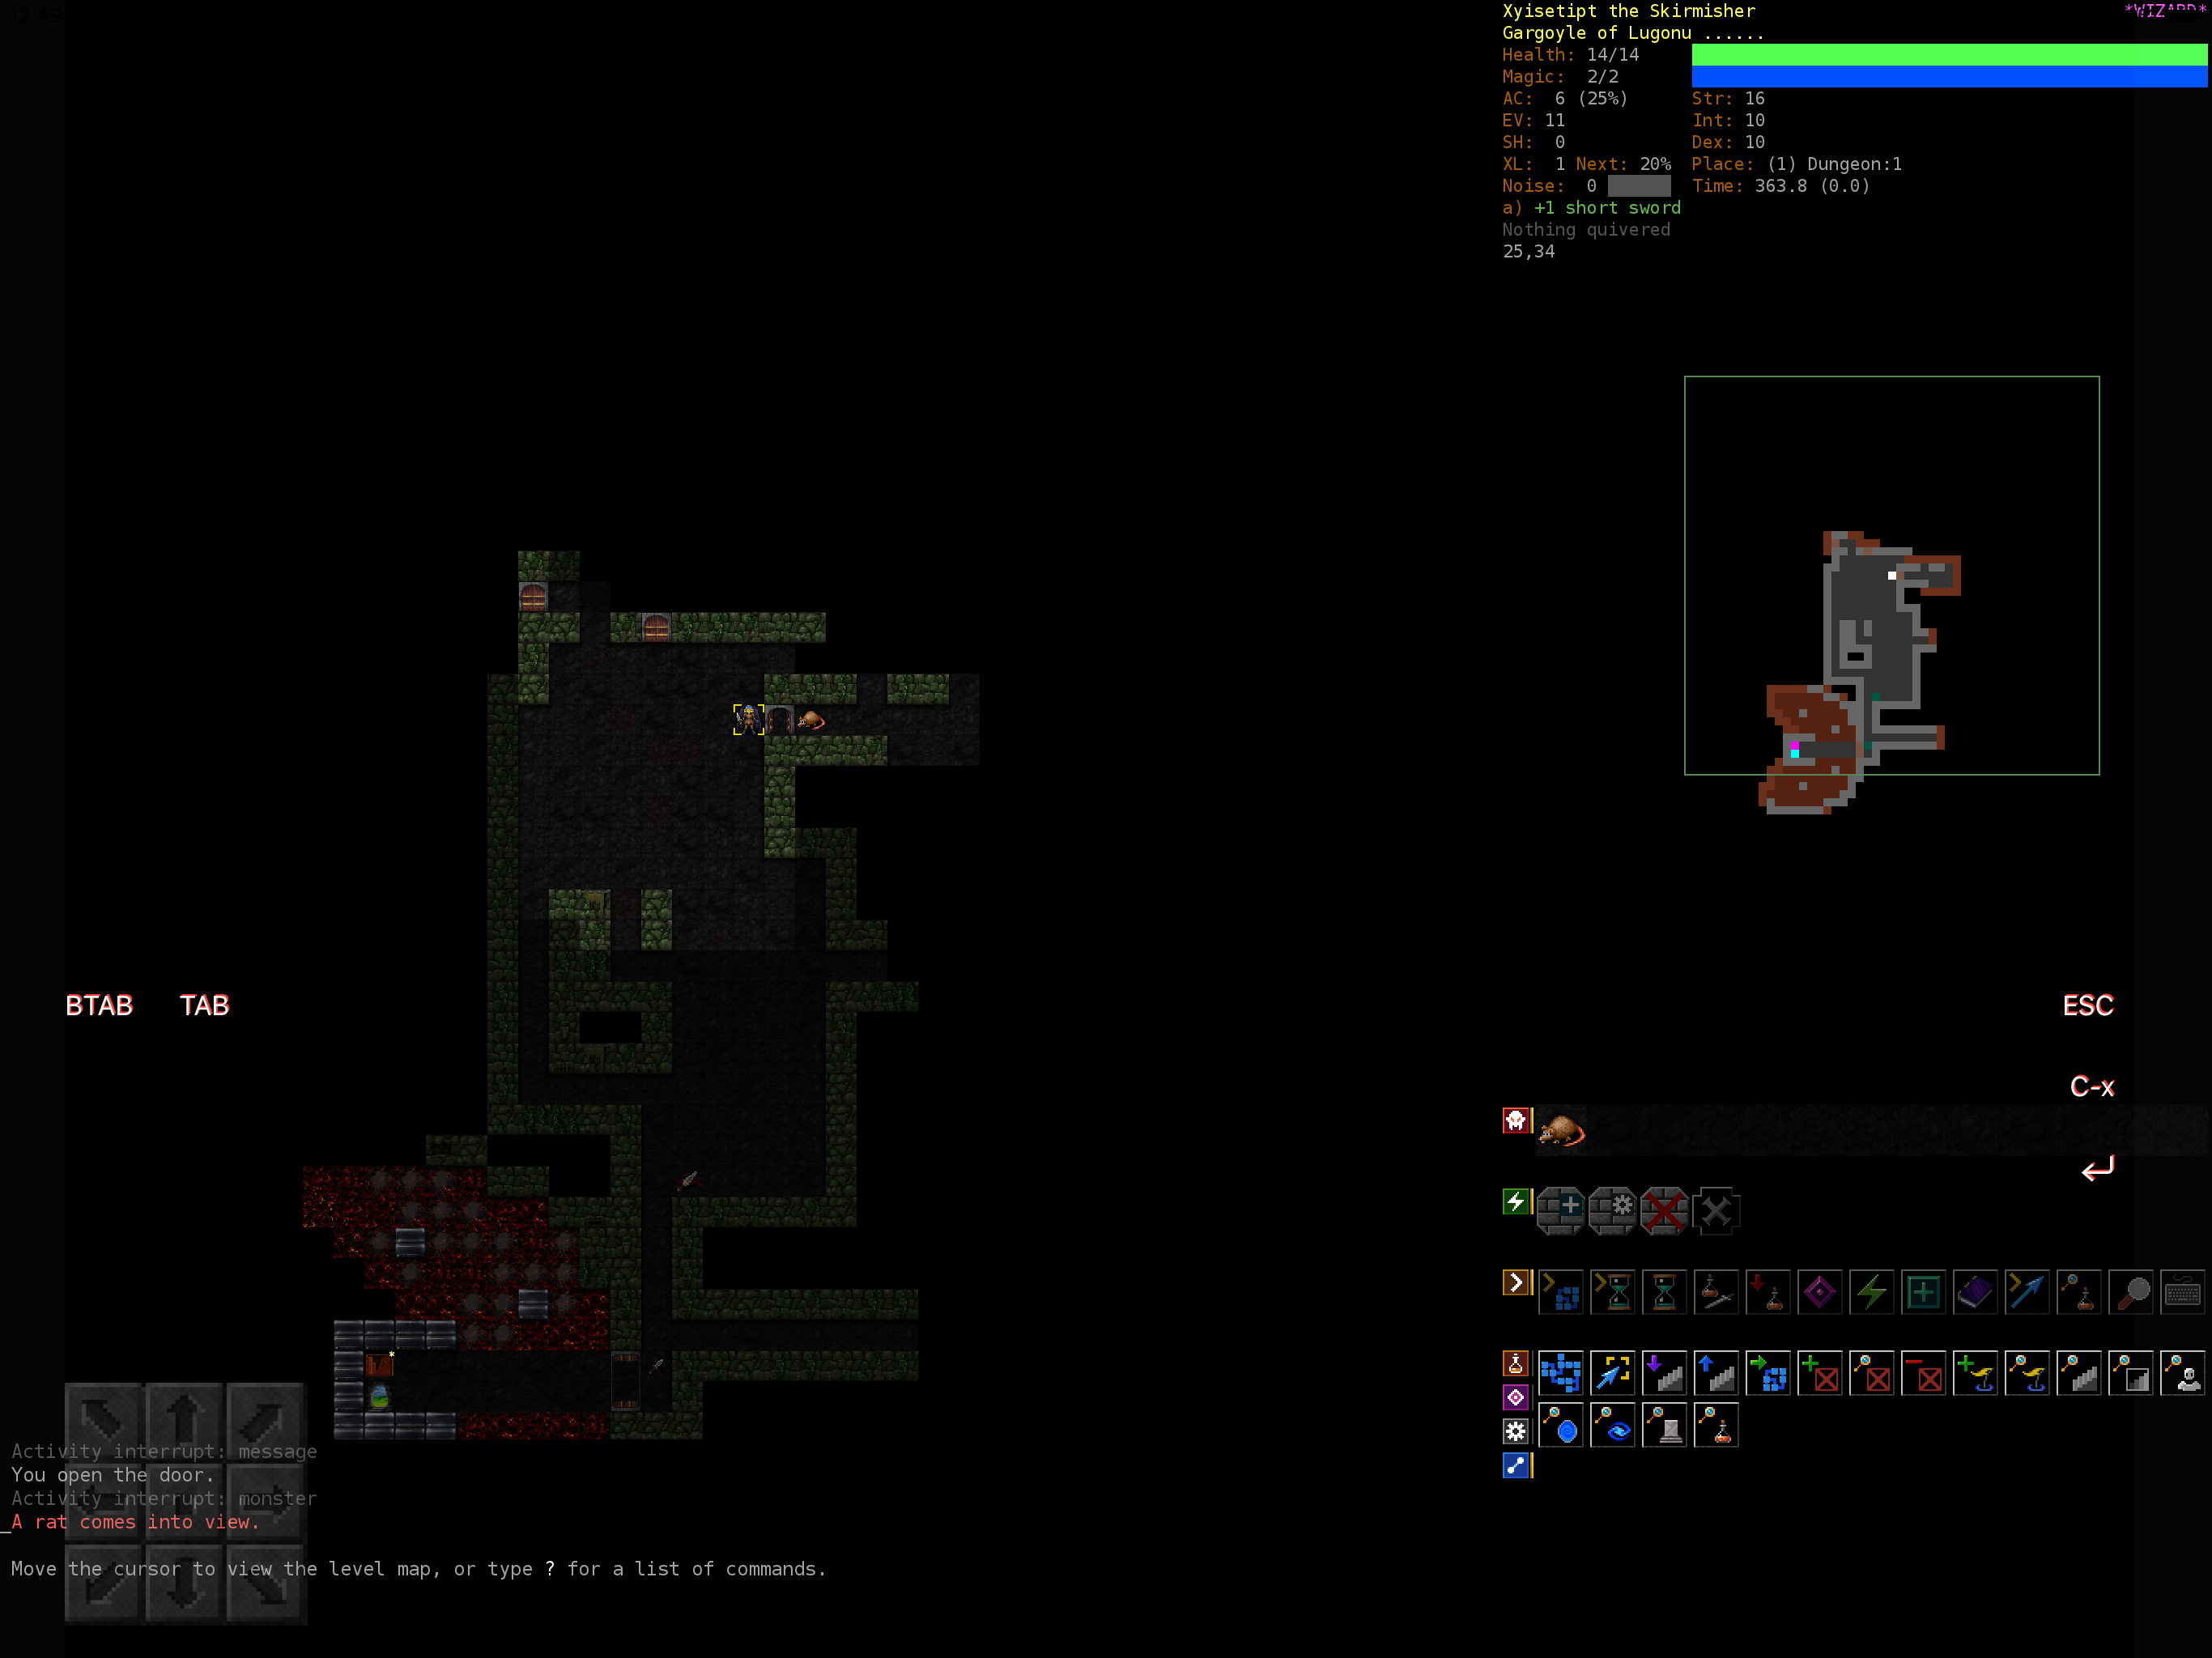 12:49
Xyisetipt the Skirmisher
*WIZARD*
Gargoyle of Lugonu ......
Health: 14/14
Magic: 2/2
AC: 6 (25%) Str: 16
EV: 11 Int: 10
SH: 0 Dex: 10
XL: 1 Next: 20% Place: (1) Dungeon:1
Noise: 0 Time: 363.8 (0.0)
a) +1 short sword
Nothing quivered
25,34
BTAB TAB
ESC
C-x
Activity interrupt: message
You open the door.
Activity interrupt: monster
_A rat comes into view.
Move the cursor to view the level map, or type ? for a list of commands.